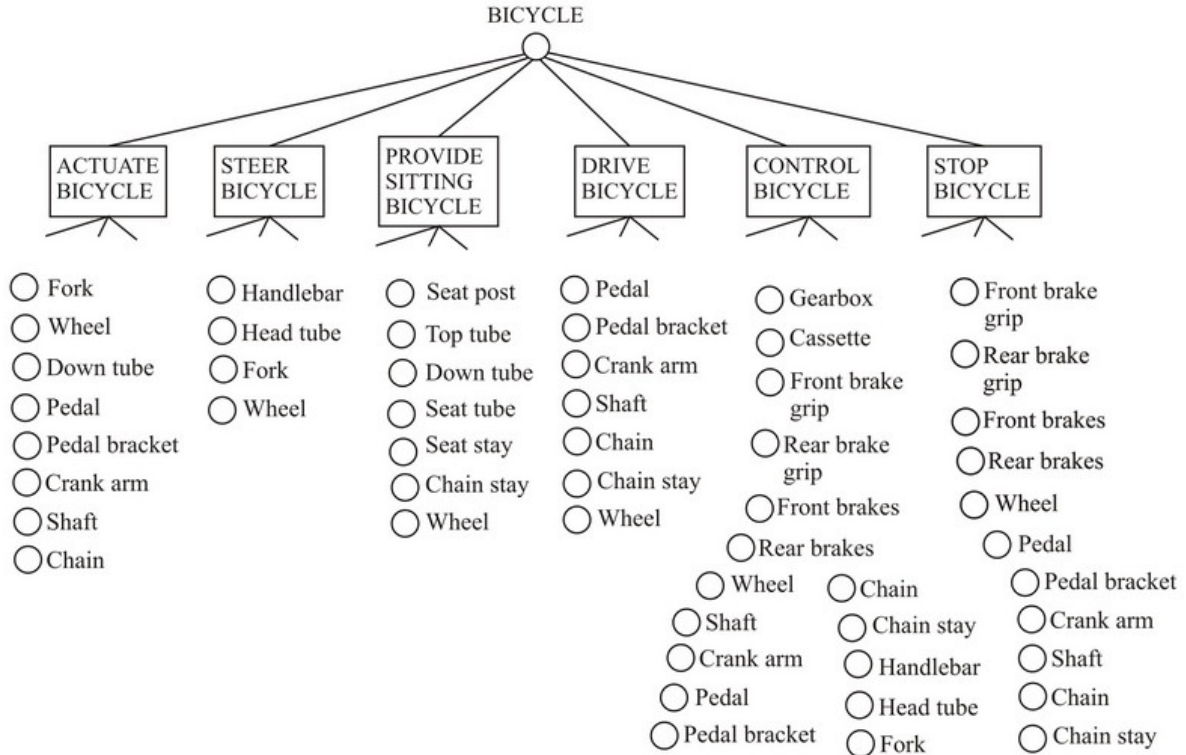 BICYCLE
ACTUATE
BICYCLE
STEER
BICYCLE
PROVIDE
SITTING
BICYCLE
DRIVE
BICYCLE
CONTROL
BICYCLE
STOP
BICYCLE
Fork
Wheel
Down tube
Pedal
Pedal bracket
Crank arm
Shaft
Chain
Handlebar
Head tube
Fork
Wheel
Seat post
Top tube
Down tube
Seat tube
Seat stay
Chain stay
Wheel
Pedal
Pedal bracket
Crank arm
Shaft
Chain
Chain stay
Wheel
Gearbox
Cassette
Front brake
grip
Rear brake
grip
Front brakes
Rear brakes
Wheel
Shaft
Crank arm
Pedal
Pedal bracket
Chain
Chain stay
Handlebar
Head tube
Fork
Front brake
grip
Rear brake
grip
Front brakes
Rear brakes
Wheel
Pedal
Pedal bracket
Crank arm
Shaft
Chain
Chain stay